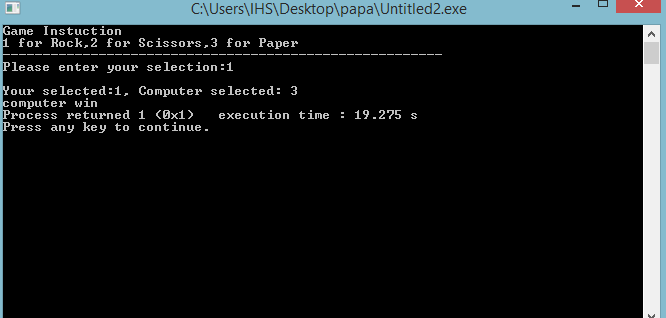 C:\Users\IHS\Desktop\papa\Untitled2.exe
Game Instuction
1 for Rock,2 for Scissors,3 for Paper
-------------------------------------------------------
Please enter your selection:1
Your selected:1, Computer selected: 3
computer win
Process returned 1 (0x1)   execution time : 19.275 s
Press any key to continue.